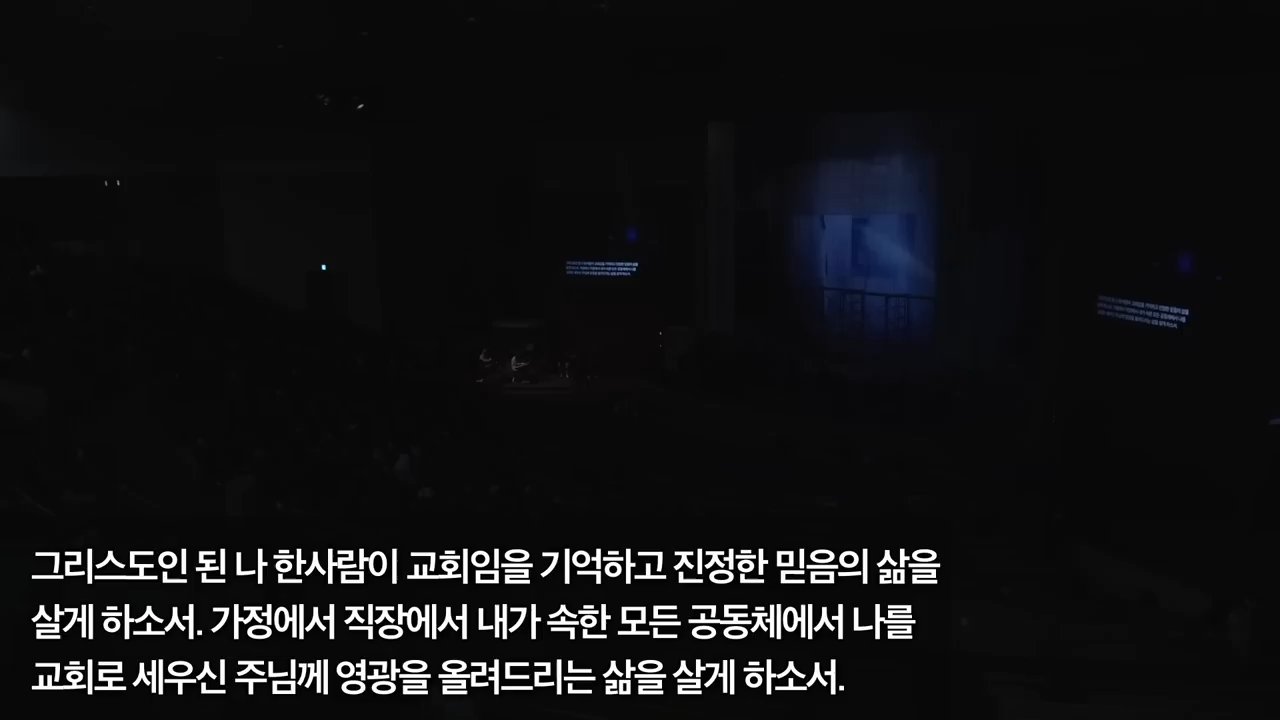 그리스도인 된 나 한사람이 교회임을 기억하고 진정한 믿음의 삶을
살게 하소서. 가정에서 직장에서 내가 속한 모든 공동체에서 나를
교회로 세우신 주님께 영광을 올려드리는 삶을 살게 하소서.